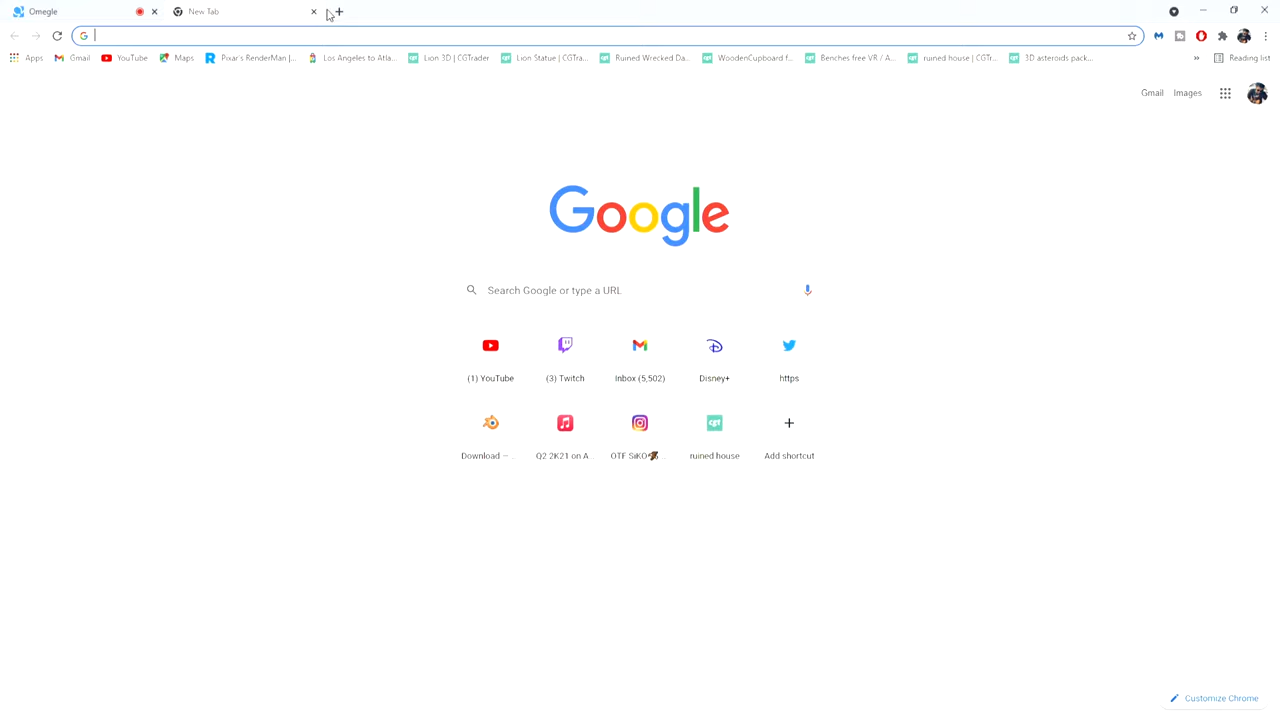 Omegle
New Tab
Apps Gmail YouTube Maps Pixar's RenderMan |... Los Angeles to Atla... Lion 3D | CGTrader Lion Statue | CGTra... Ruined Wrecked Da... WoodenCupboard f... Benches free VR / A... ruined house | CGTr... 3D asteroids pack... » Reading list
Gmail Images
Google
Search Google or type a URL
(1) YouTube (3) Twitch Inbox (5,502) Disney+ https
Download — ... Q2 2K21 on A... OTF SiKO ... ruined house Add shortcut
Customize Chrome